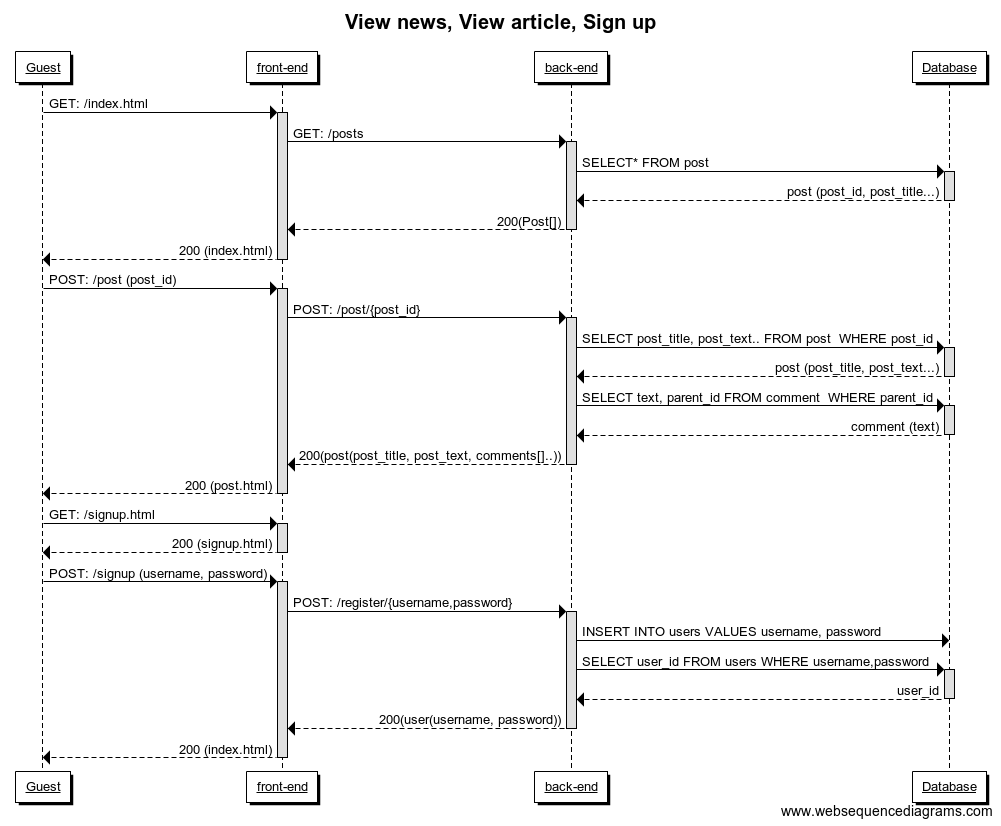 View news, View article, Sign up
Guest
front-end
back-end
Database
GET: /index.html
GET: /posts
SELECT* FROM post
post (post_id, post_title...)
200(Post[])
200 (index.html)
POST: /post (post_id)
POST: /post/{post_id}
SELECT post_title, post_text.. FROM post  WHERE post_id
post (post_title, post_text...)
SELECT text, parent_id FROM comment  WHERE parent_id
comment (text)
200(post(post_title, post_text, comments[]..))
200 (post.html)
GET: /signup.html
200 (signup.html)
POST: /signup (username, password)
POST: /register/{username,password}
INSERT INTO users VALUES username, password
SELECT user_id FROM users WHERE username,password
user_id
200(user(username, password))
200 (index.html)
Guest
front-end
back-end
Database
www.websequencediagrams.com